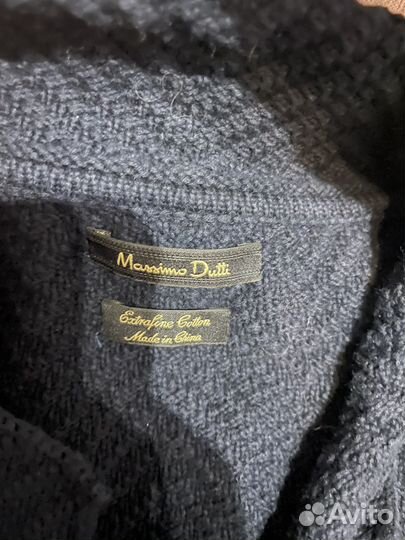 Massimo Dutti
Extrafine Cotton
Made in China
Avito